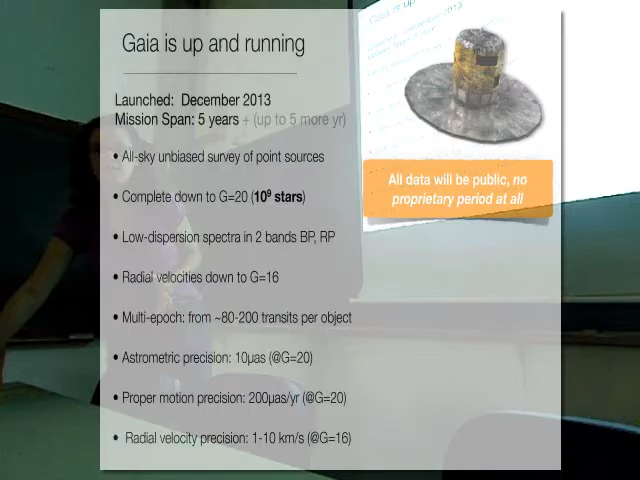 Gaia is up and running
Launched: December 2013
Mission Span: 5 years + (up to 5 more yr)
• All-sky unbiased survey of point sources
• Complete down to G=20 (10⁹ stars)
• Low-dispersion spectra in 2 bands BP, RP
• Radial velocities down to G=16
• Multi-epoch: from ~80-200 transits per object
• Astrometric precision: 10µas (@G=20)
• Proper motion precision: 200µas/yr (@G=20)
• Radial velocity precision: 1-10 km/s (@G=16)
Gaia is up
All data will be public, no
proprietary period at all